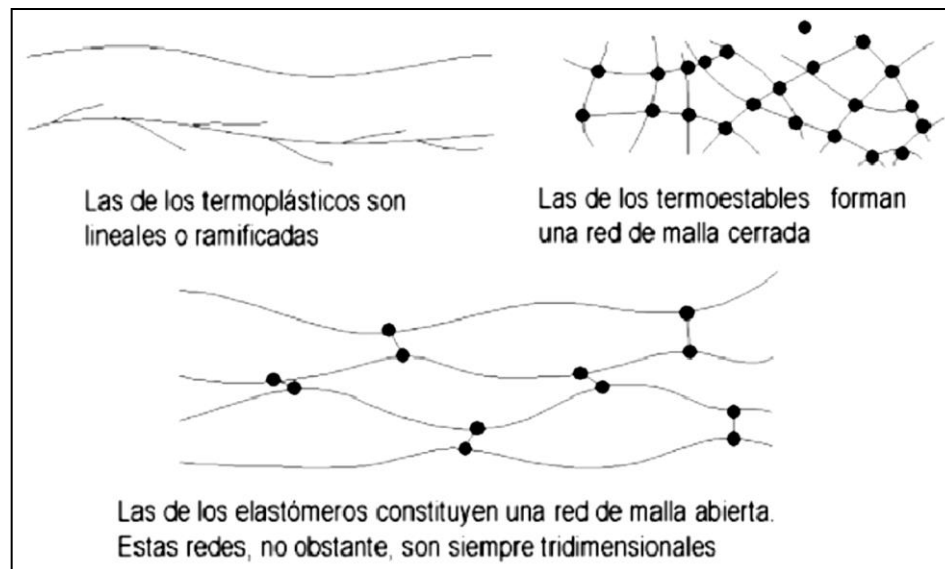 Las de los termoplásticos son
lineales o ramificadas
Las de los termoestables forman
una red de malla cerrada
Las de los elastómeros constituyen una red de malla abierta.
Estas redes, no obstante, son siempre tridimensionales